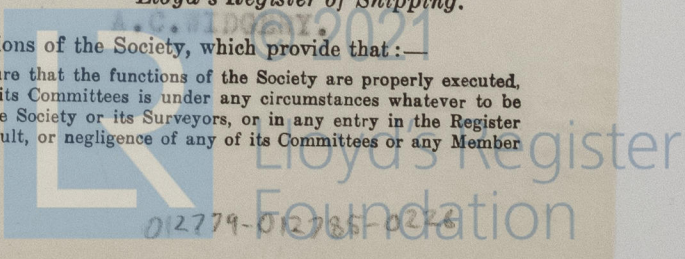 Lloyd's Register of Shipping.
A.C. WIDGERY.
© 2021
ions of the Society, which provide that :—
ure that the functions of the Society are properly executed,
its Committees is under any circumstances whatever to be
e Society or its Surveyors, or in any entry in the Register
ult, or negligence of any of its Committees or any Member
LR
Lloyd's Register
Foundation
012779-012785-0226